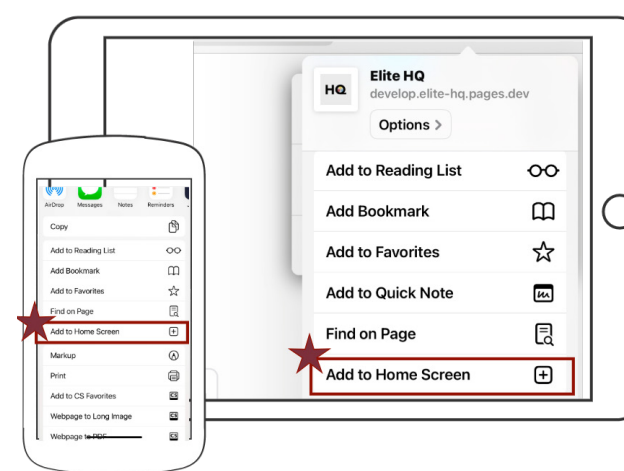 HQ
Elite HQ
develop.elite-hq.pages.dev
Options >
Add to Reading List
Add Bookmark
Add to Favorites
Add to Quick Note
Find on Page
Add to Home Screen
AirDrop Messages Notes Reminders
Copy
Add to Reading List
Add Bookmark
Add to Favorites
Find on Page
Add to Home Screen
Markup
Print
Add to CS Favorites
CS
Webpage to Long Image
CS
Webpage to PDF
CS